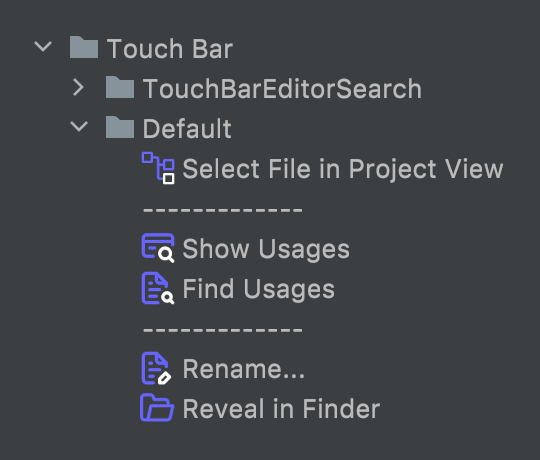 Touch Bar
TouchBarEditorSearch
Default
Select File in Project View
-------------
Show Usages
Find Usages
-------------
Rename...
Reveal in Finder